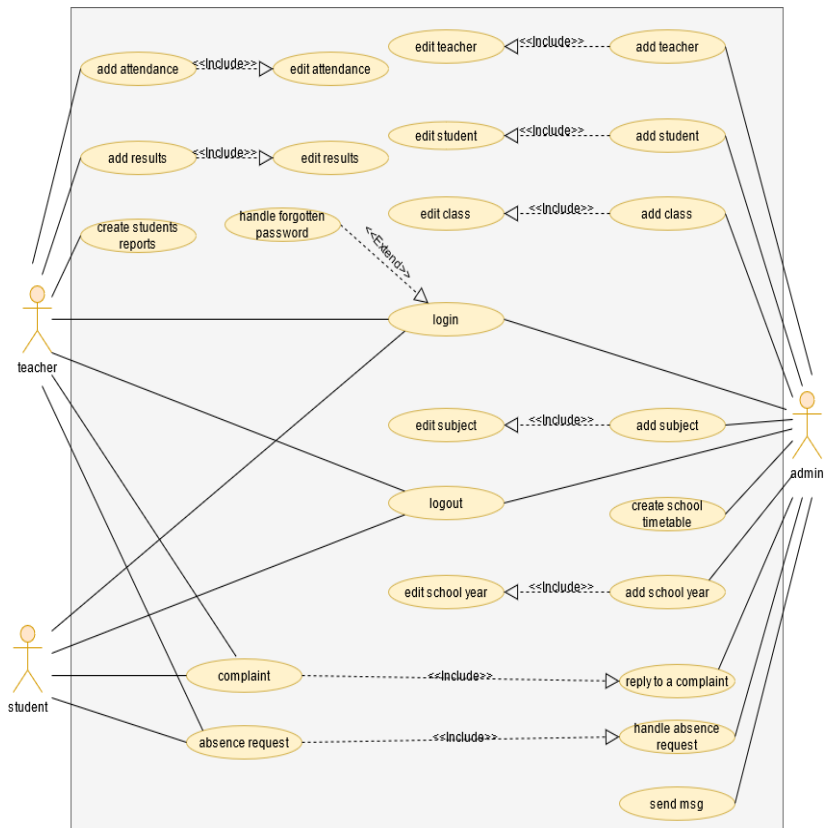 edit teacher
<<Include>>
add teacher
add attendance
<<Include>>
edit attendance
edit student
<<Include>>
add student
add results
<<Include>>
edit results
edit class
<<Include>>
add class
create students
reports
handle forgotten
password
<<Extend>>
login
teacher
edit subject
<<Include>>
add subject
admin
logout
create school
timetable
edit school year
<<Include>>
add school year
student
complaint
<<Include>>
reply to a complaint
absence request
<<Include>>
handle absence
request
send msg